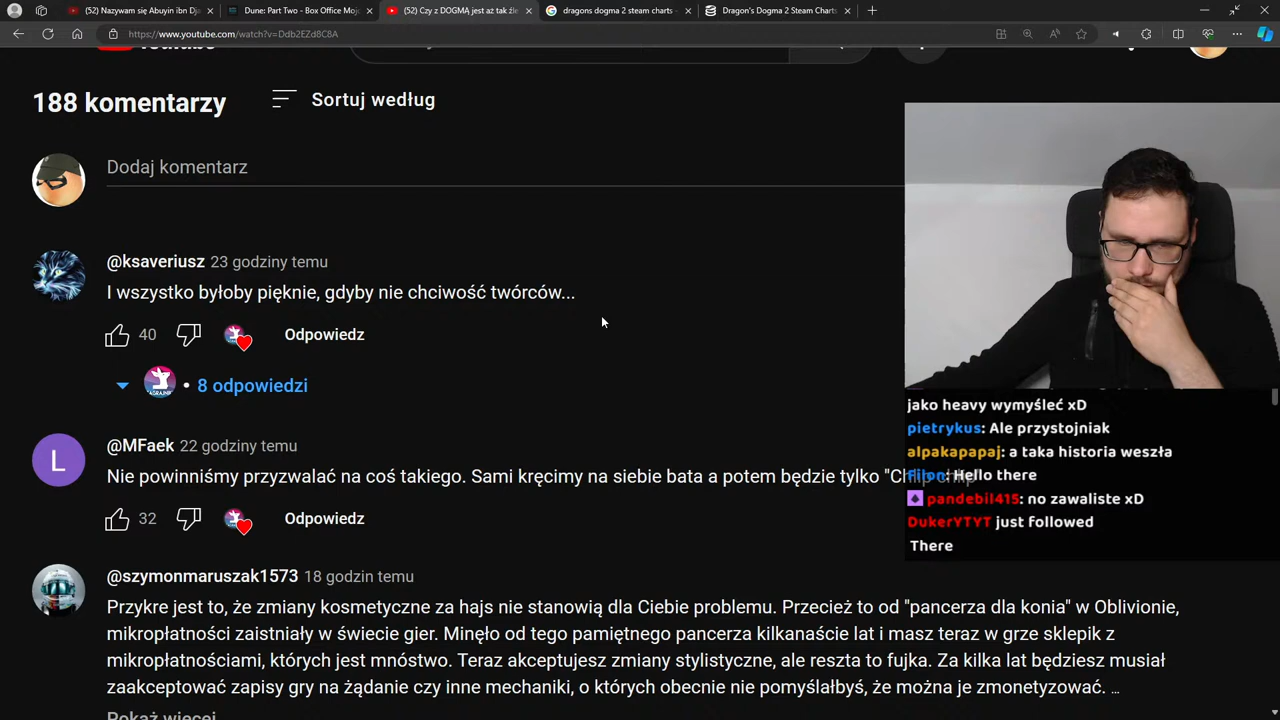 (52) Nazywam się Abuyin ibn Dj
Dune: Part Two - Box Office Mojo
(52) Czy z DOGMĄ jest aż tak źle
dragons dogma 2 steam charts -
Dragon's Dogma 2 Steam Charts
https://www.youtube.com/watch?v=Ddb2EZd8C8A
188 komentarzy
Sortuj według
Dodaj komentarz
@ksaveriusz 23 godziny temu
I wszystko byłoby pięknie, gdyby nie chciwość twórców...
40
Odpowiedz
8 odpowiedzi
L
@MFaek 22 godziny temu
Nie powinniśmy przyzwalać na coś takiego. Sami kręcimy na siebie bata a potem będzie tylko
32
Odpowiedz
@szymonmaruszak1573 18 godzin temu
Przykre jest to, że zmiany kosmetyczne za hajs nie stanowią dla Ciebie problemu. Przecież to od "pancerza dla konia" w Oblivionie,
mikropłatności zaistniały w świecie gier. Minęło od tego pamiętnego pancerza kilkanaście lat i masz teraz w grze sklepik z
mikropłatnościami, których jest mnóstwo. Teraz akceptujesz zmiany stylistyczne, ale reszta to fujka. Za kilka lat będziesz musiał
zaakceptować zapisy gry na żądanie czy inne mechaniki, o których obecnie nie pomyślałbyś, że można je zmonetyzować. ...
Pokaż więcej
jako heavy wymyśleć xD
pietrykus: Ale przystojniak
alpakapapaj: a taka historia weszła
Hello there
pandebil415: no zawaliste xD
DukerYTYT just followed
There